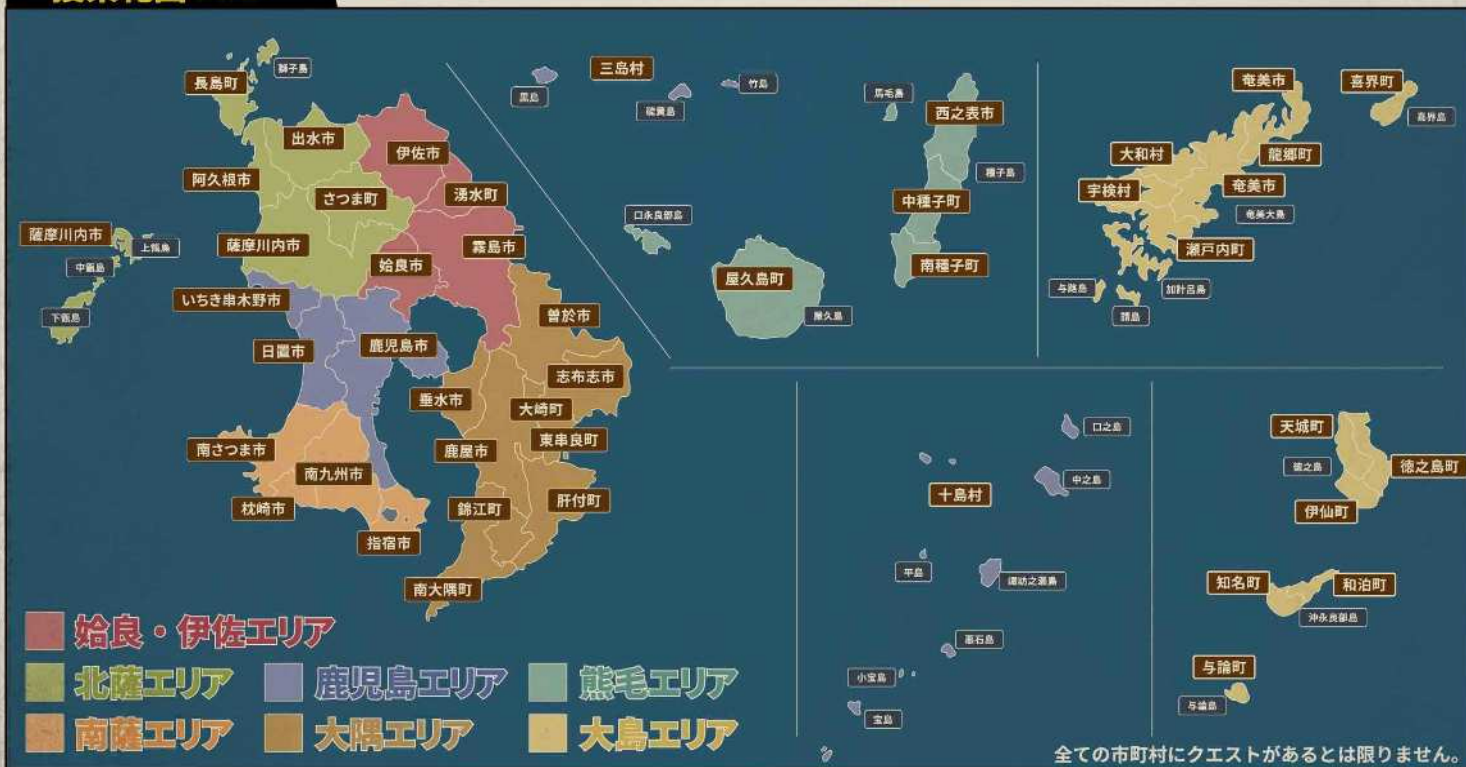 長島町
獅子島
出水市
伊佐市
阿久根市
さつま町
湧水町
薩摩川内市
上甑島
中甑島
下甑島
薩摩川内市
姶良市
霧島市
いちき串木野市
日置市
鹿児島市
曽於市
志布志市
垂水市
大崎町
東串良町
鹿屋市
南さつま市
南九州市
枕崎市
指宿市
錦江町
肝付町
南大隅町
三島村
黒島
硫黄島
竹島
馬毛島
西之表市
種子島
中種子町
南種子町
口永良部島
屋久島町
屋久島
奄美市
喜界町
喜界島
大和村
龍郷町
宇検村
奄美市
奄美大島
瀬戸内町
与路島
請島
加計呂島
口之島
中之島
十島村
平島
諏訪之瀬島
悪石島
小宝島
宝島
天城町
徳之島
徳之島町
伊仙町
知名町
和泊町
沖永良部島
与論町
与論島
姶良・伊佐エリア
北薩エリア
鹿児島エリア
熊毛エリア
南薩エリア
大隅エリア
大島エリア
全ての市町村にクエストがあるとは限りません。